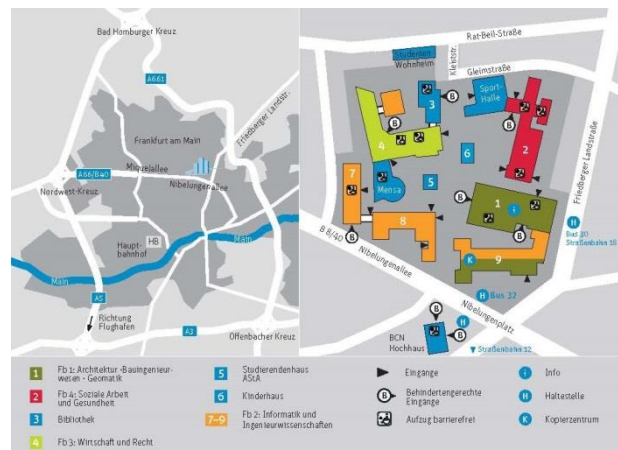 Bad Homburger Kreuz
A661
Friedberger Landstr.
Frankfurt am Main
A66/B40
Miquelallee
Nibelungenallee
Nordwest-Kreuz
HB
Haupt-
bahnhof
Main
Main
A5
Richtung
Flughafen
A3
Offenbacher Kreuz
Rat-Beil-Straße
Studenten
Wohnheim
Kleiststr.
Gleimstraße
Sport-
Halle
3
B
B
B
4
6
2
Friedberger Landstraße
7
Mensa
5
B
1
i
8
B
H
Bus 30
Straßenbahn 18
B 8/40
B
Nibelungenallee
K
9
H
Bus 32
Nibelungenplatz
B
H
BCN
Hochhaus
B
Straßenbahn 12
1
Fb 1: Architektur -Bauingenieur-
wesen - Geomatik
2
Fb 4: Soziale Arbeit
und Gesundheit
3
Bibliothek
4
Fb 3: Wirtschaft und Recht
5
Studierendenhaus
AStA
6
Kinderhaus
7–9
Fb 2: Informatik und
Ingenieurwissenschaften
Eingänge
B
Behindertengerechte
Eingänge
Aufzug barrierefrei
i
Info
H
Haltestelle
K
Kopierzentrum